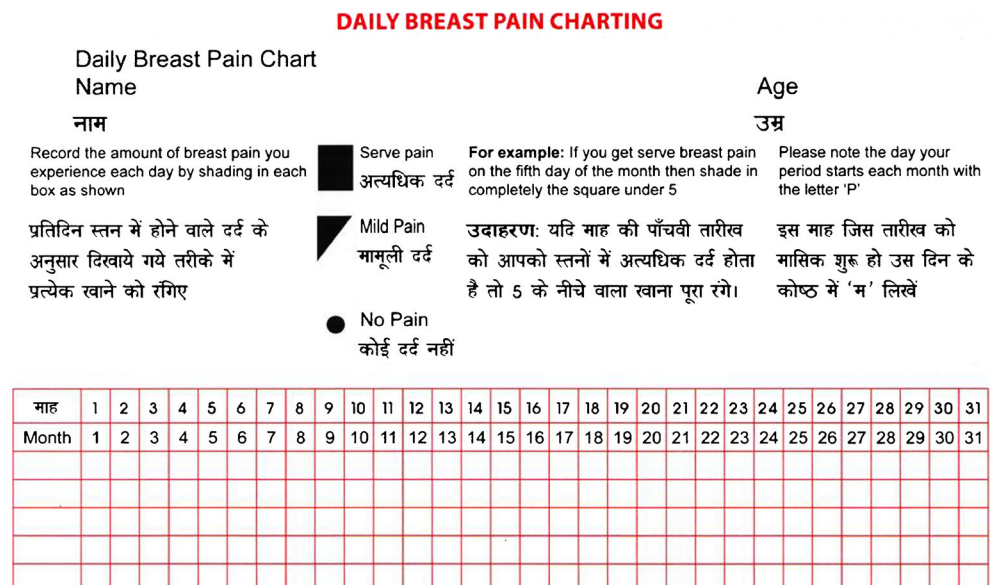 DAILY BREAST PAIN CHARTING
Daily Breast Pain Chart
Name
Age
नाम
उम्र
Record the amount of breast pain you
experience each day by shading in each
box as shown
प्रतिदिन स्तन में होने वाले दर्द के
अनुसार दिखाये गये तरीके में
प्रत्येक खाने को रंगिए
Serve pain
अत्यधिक दर्द
Mild Pain
मामूली दर्द
No Pain
कोई दर्द नहीं
For example: If you get serve breast pain
on the fifth day of the month then shade in
completely the square under 5
उदाहरण: यदि माह की पाँचवी तारीख
को आपको स्तनों में अत्यधिक दर्द होता
है तो 5 के नीचे वाला खाना पूरा रंगे।
Please note the day your
period starts each month with
the letter 'P'
इस माह जिस तारीख को
मासिक शुरू हो उस दिन के
कोष्ठ में 'म' लिखें
माह 1 2 3 4 5 6 7 8 9 10 11 12 13 14 15 16 17 18 19 20 21 22 23 24 25 26 27 28 29 30 31
Month 1 2 3 4 5 6 7 8 9 10 11 12 13 14 15 16 17 18 19 20 21 22 23 24 25 26 27 28 29 30 31